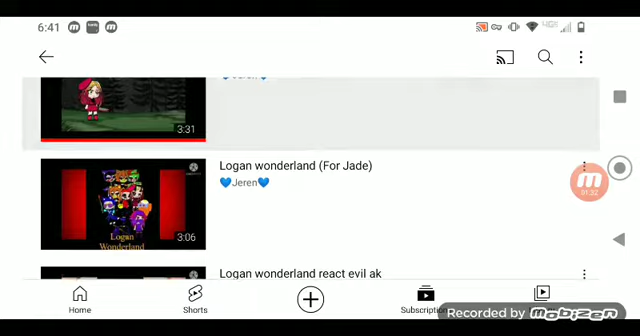 6:41
3:31
Logan wonderland (For Jade)
💙Jeren💙
Logan
Wonderland
3:06
01:32
Logan wonderland react evil ak
Home
Shorts
Subscription
Recorded by MOBIZEN